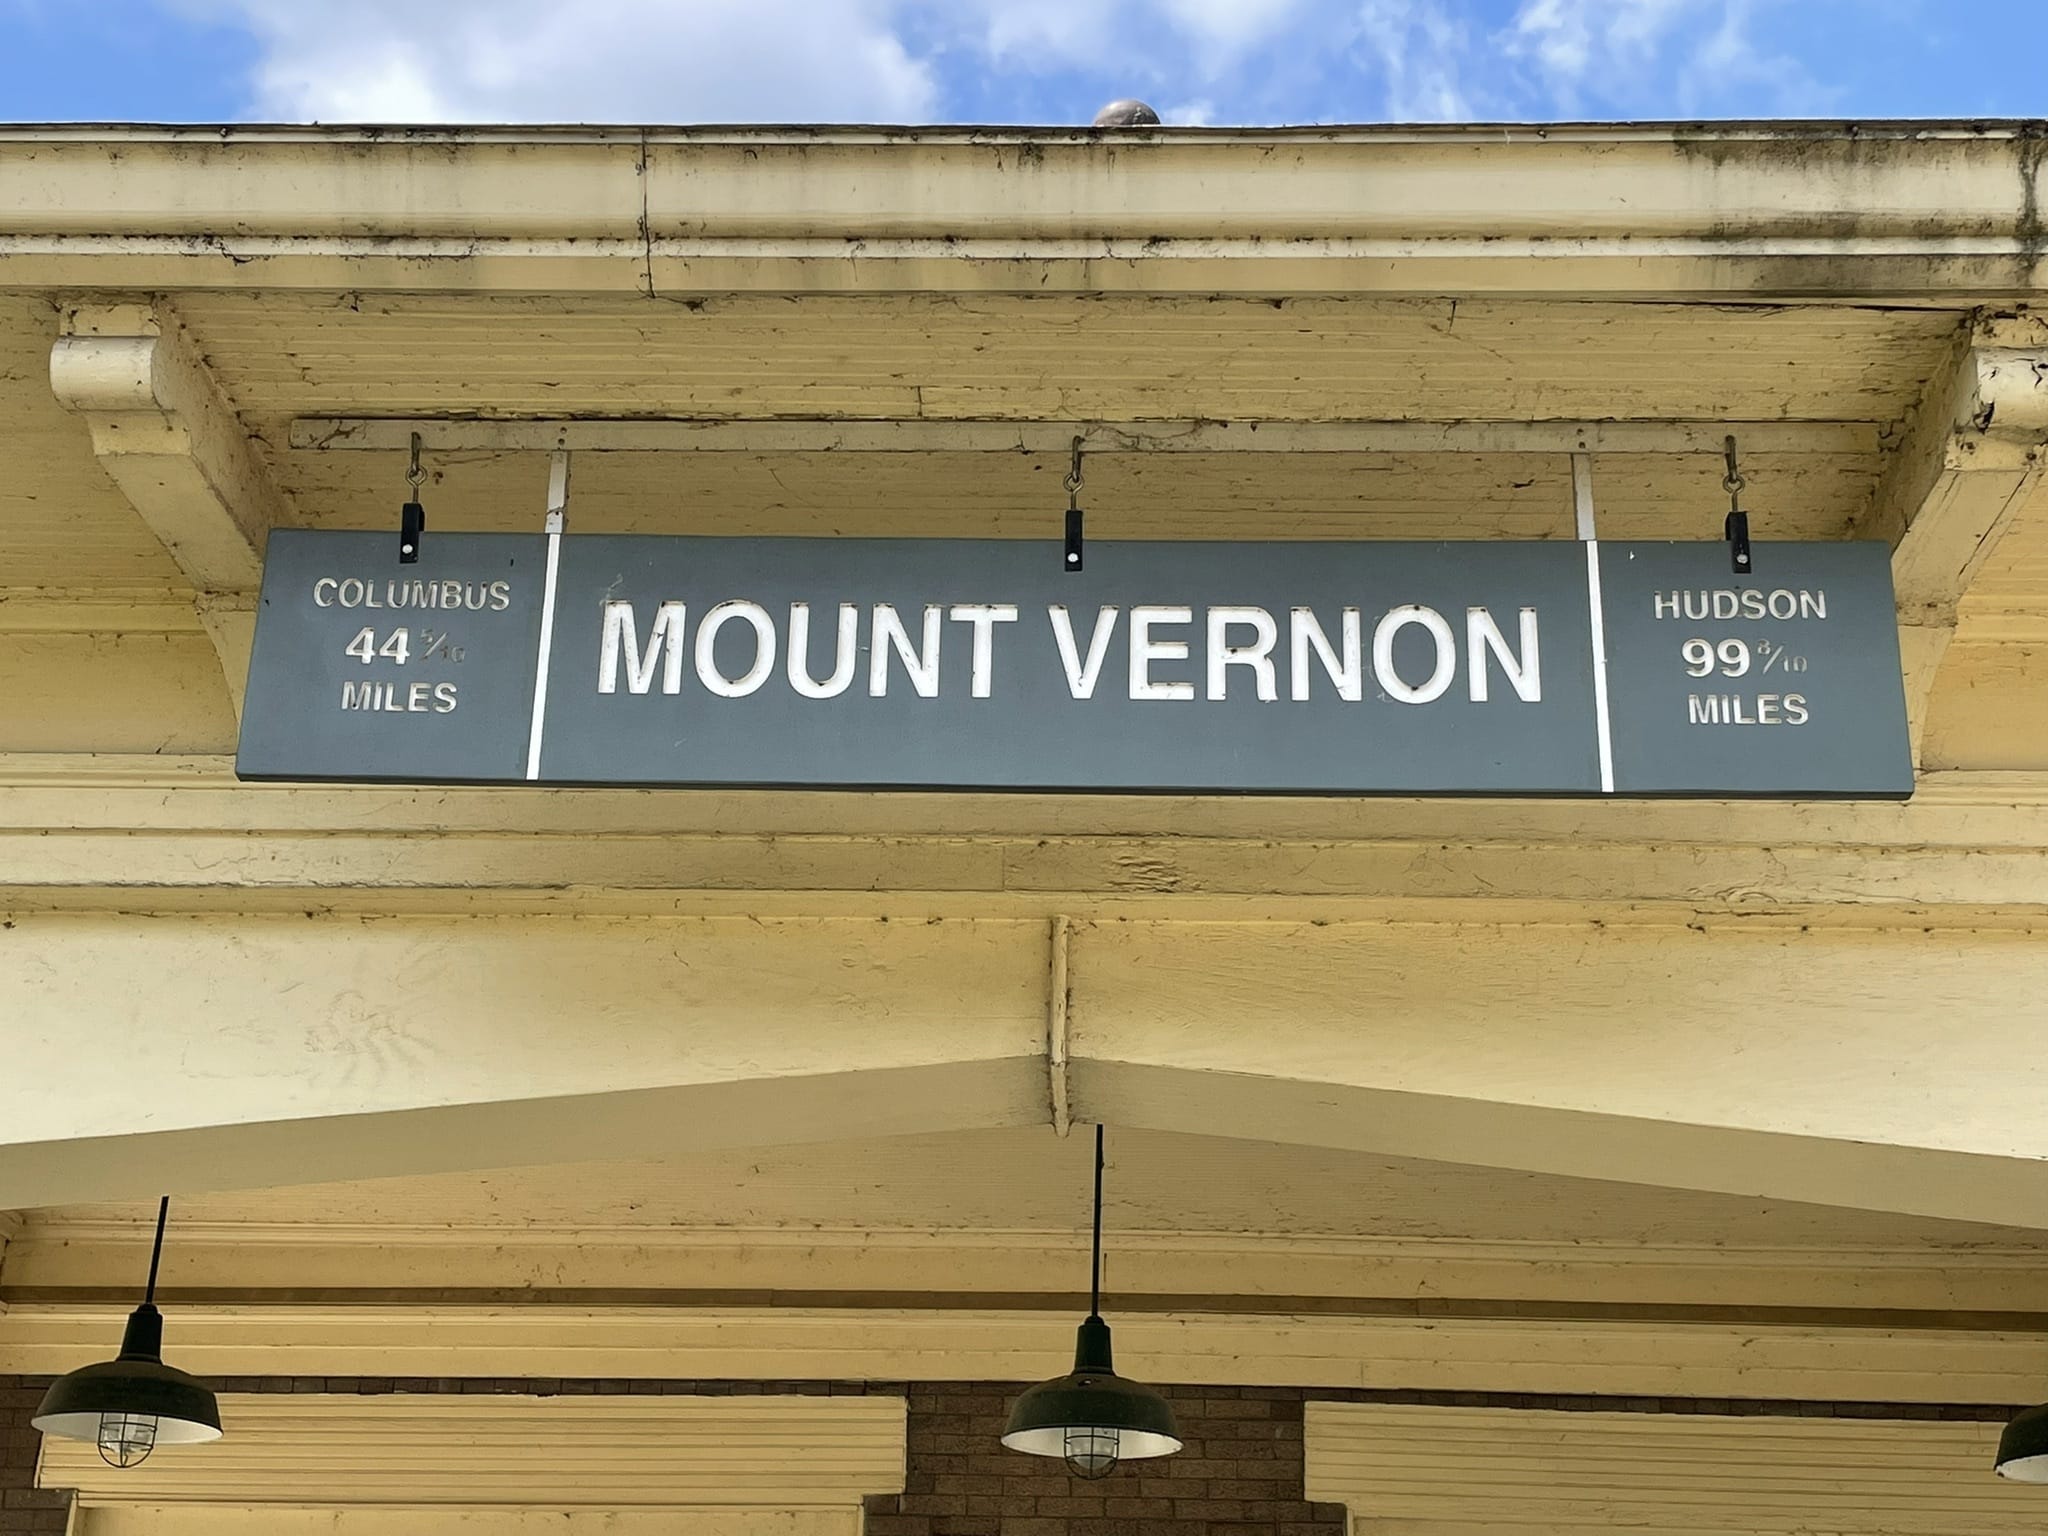 COLUMBUS
44 5/10
MILES
MOUNT VERNON
HUDSON
99 8/10
MILES